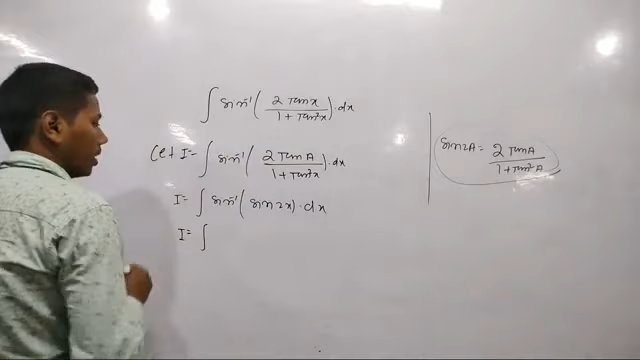 ∫ sin⁻¹ ( 2 Tan x / 1 + Tan²x ) · dx
Let I = ∫ sin⁻¹ ( 2 Tan A / 1 + Tan²x ) · dx
I = ∫ sin⁻¹ ( sin 2x ) · dx
I = ∫
sin 2A = 2 Tan A / 1 + Tan² A